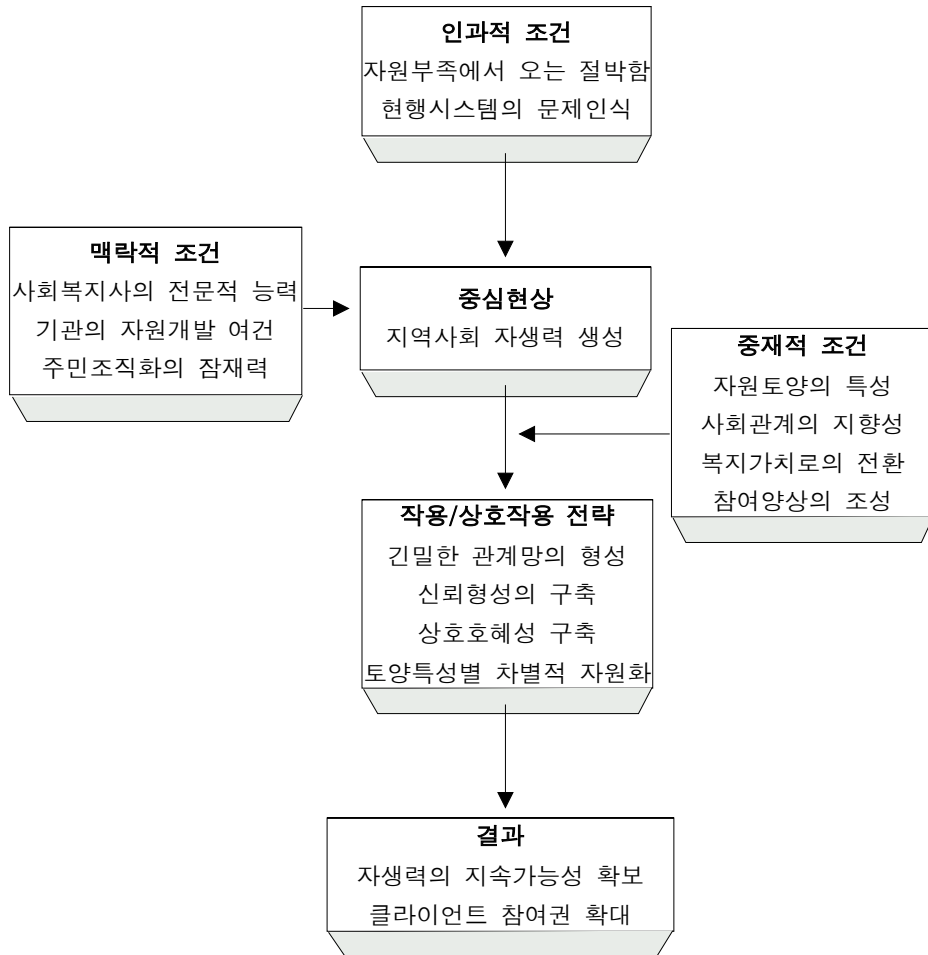 인과적 조건
자원부족에서 오는 절박함
현행시스템의 문제인식
맥락적 조건
사회복지사의 전문적 능력
기관의 자원개발 여건
주민조직화의 잠재력
중심현상
지역사회 자생력 생성
중재적 조건
자원토양의 특성
사회관계의 지향성
복지가치로의 전환
참여양상의 조성
작용/상호작용 전략
긴밀한 관계망의 형성
신뢰형성의 구축
상호호혜성 구축
토양특성별 차별적 자원화
결과
자생력의 지속가능성 확보
클라이언트 참여권 확대